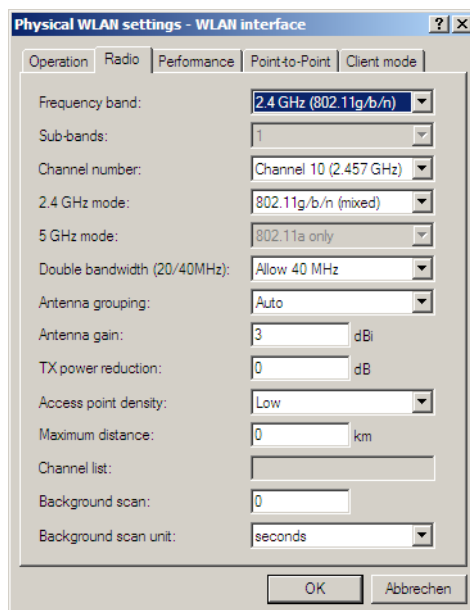 Physical WLAN settings - WLAN interface
Operation Radio Performance Point-to-Point Client mode
Frequency band: 2.4 GHz (802.11g/b/n)
Sub-bands: 1
Channel number: Channel 10 (2.457 GHz)
2.4 GHz mode: 802.11g/b/n (mixed)
5 GHz mode: 802.11a only
Double bandwidth (20/40MHz): Allow 40 MHz
Antenna grouping: Auto
Antenna gain: 3 dBi
TX power reduction: 0 dB
Access point density: Low
Maximum distance: 0 km
Channel list:
Background scan: 0
Background scan unit: seconds
OK Abbrechen